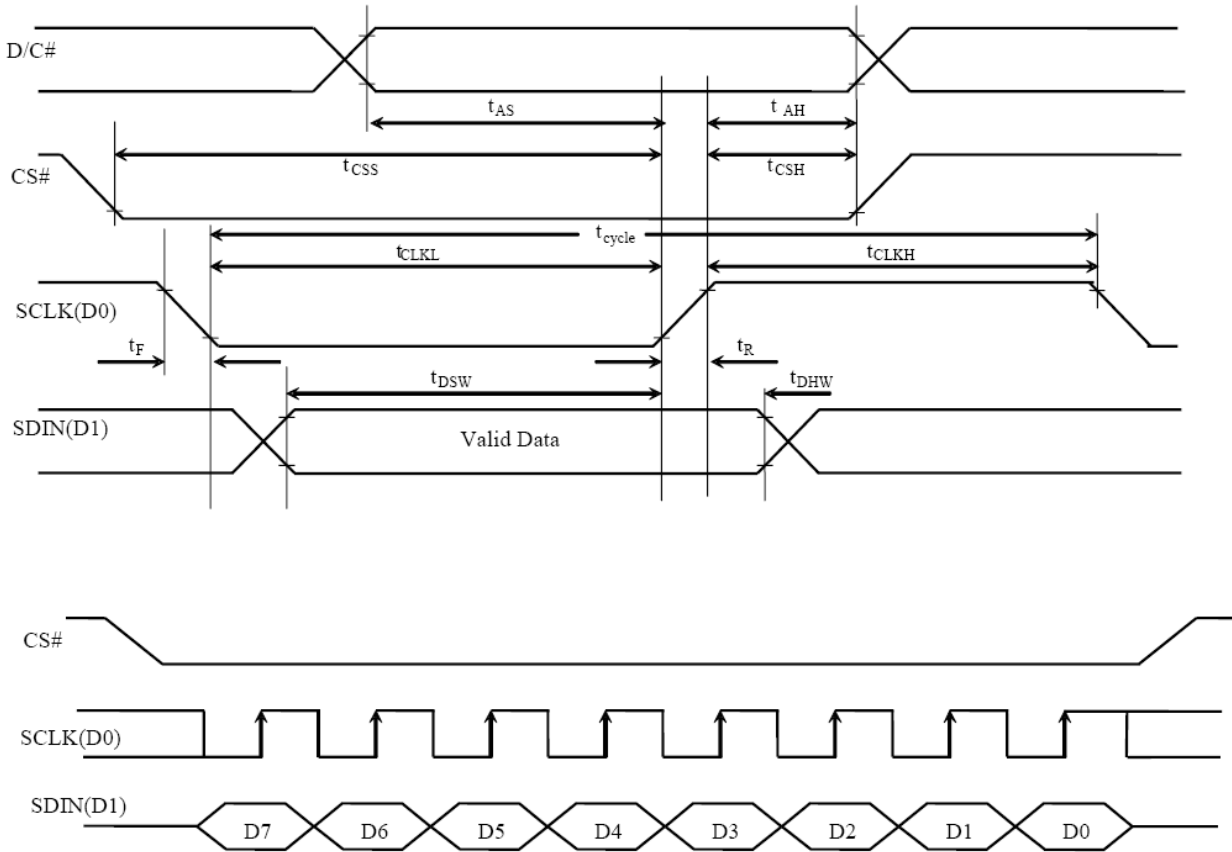 D/C#
tAS
t AH
tCSS
tCSH
CS#
tcycle
tCLKL
tCLKH
SCLK(D0)
tF
tR
tDSW
tDHW
SDIN(D1)
Valid Data
CS#
SCLK(D0)
SDIN(D1)
D7 D6 D5 D4 D3 D2 D1 D0